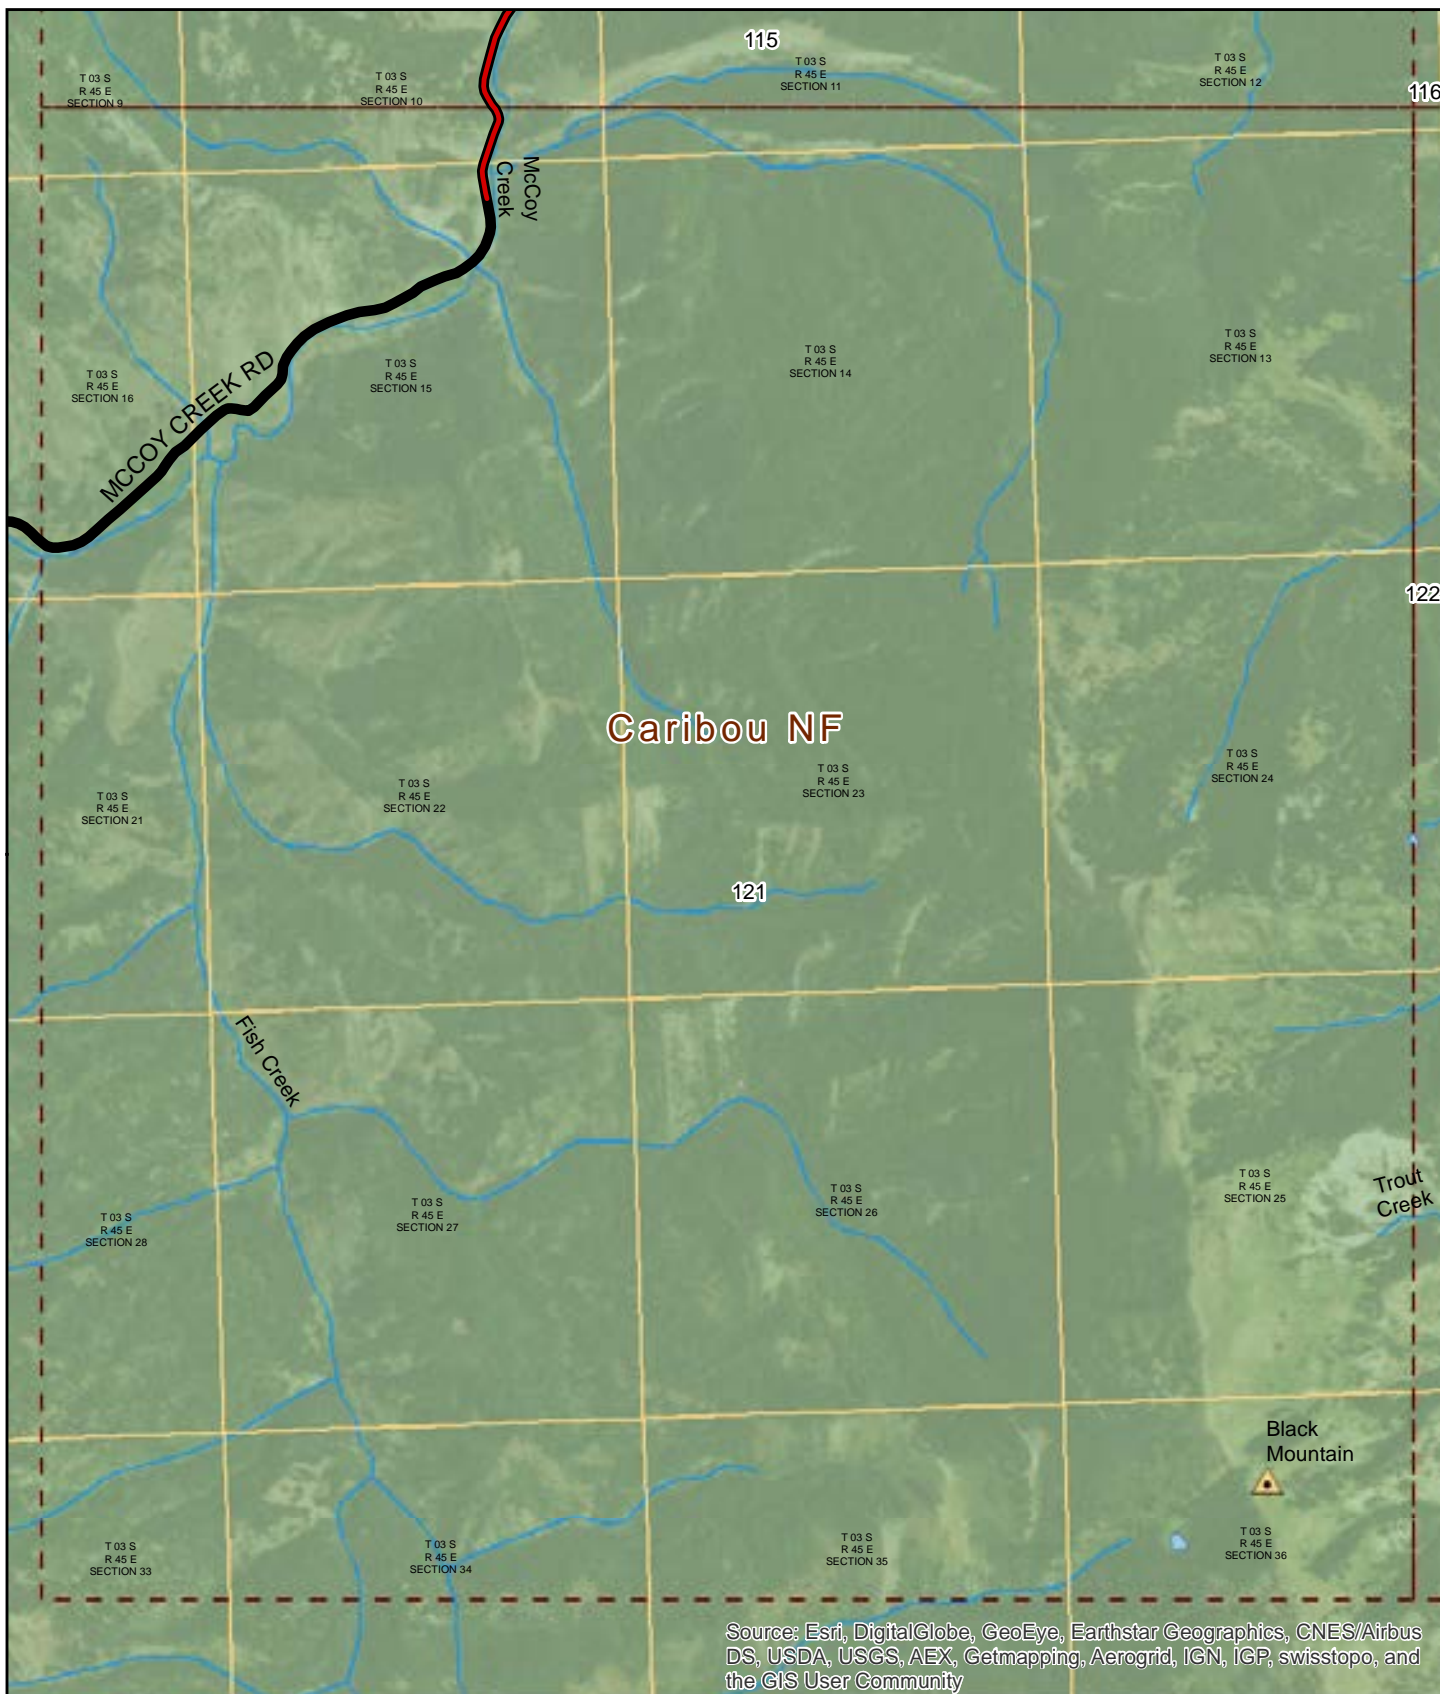 115
T 03 S
R 45 E
SECTION 9
T 03 S
R 45 E
SECTION 10
T 03 S
R 45 E
SECTION 11
T 03 S
R 45 E
SECTION 12
116
McCoy
Creek
MCCOY CREEK RD
T 03 S
R 45 E
SECTION 16
T 03 S
R 45 E
SECTION 15
T 03 S
R 45 E
SECTION 14
T 03 S
R 45 E
SECTION 13
122
Caribou NF
T 03 S
R 45 E
SECTION 21
T 03 S
R 45 E
SECTION 22
T 03 S
R 45 E
SECTION 23
T 03 S
R 45 E
SECTION 24
121
Fish Creek
T 03 S
R 45 E
SECTION 28
T 03 S
R 45 E
SECTION 27
T 03 S
R 45 E
SECTION 26
T 03 S
R 45 E
SECTION 25
Trout
Creek
Black
Mountain
T 03 S
R 45 E
SECTION 33
T 03 S
R 45 E
SECTION 34
T 03 S
R 45 E
SECTION 35
T 03 S
R 45 E
SECTION 36
Source: Esri, DigitalGlobe, GeoEye, Earthstar Geographics, CNES/Airbus
DS, USDA, USGS, AEX, Getmapping, Aerogrid, IGN, IGP, swisstopo, and
the GIS User Community